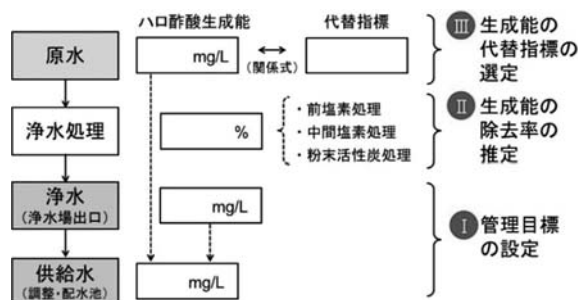 ハロ酢酸生成能
代替指標
原水
mg/L
(関係式)
Ⅲ 生成能の
代替指標の
選定
浄水処理
%
・前塩素処理
・中間塩素処理
・粉末活性炭処理
Ⅱ 生成能の
除去率の
推定
浄水
(浄水場出口)
mg/L
Ⅰ 管理目標
の設定
供給水
(調整・配水池)
mg/L